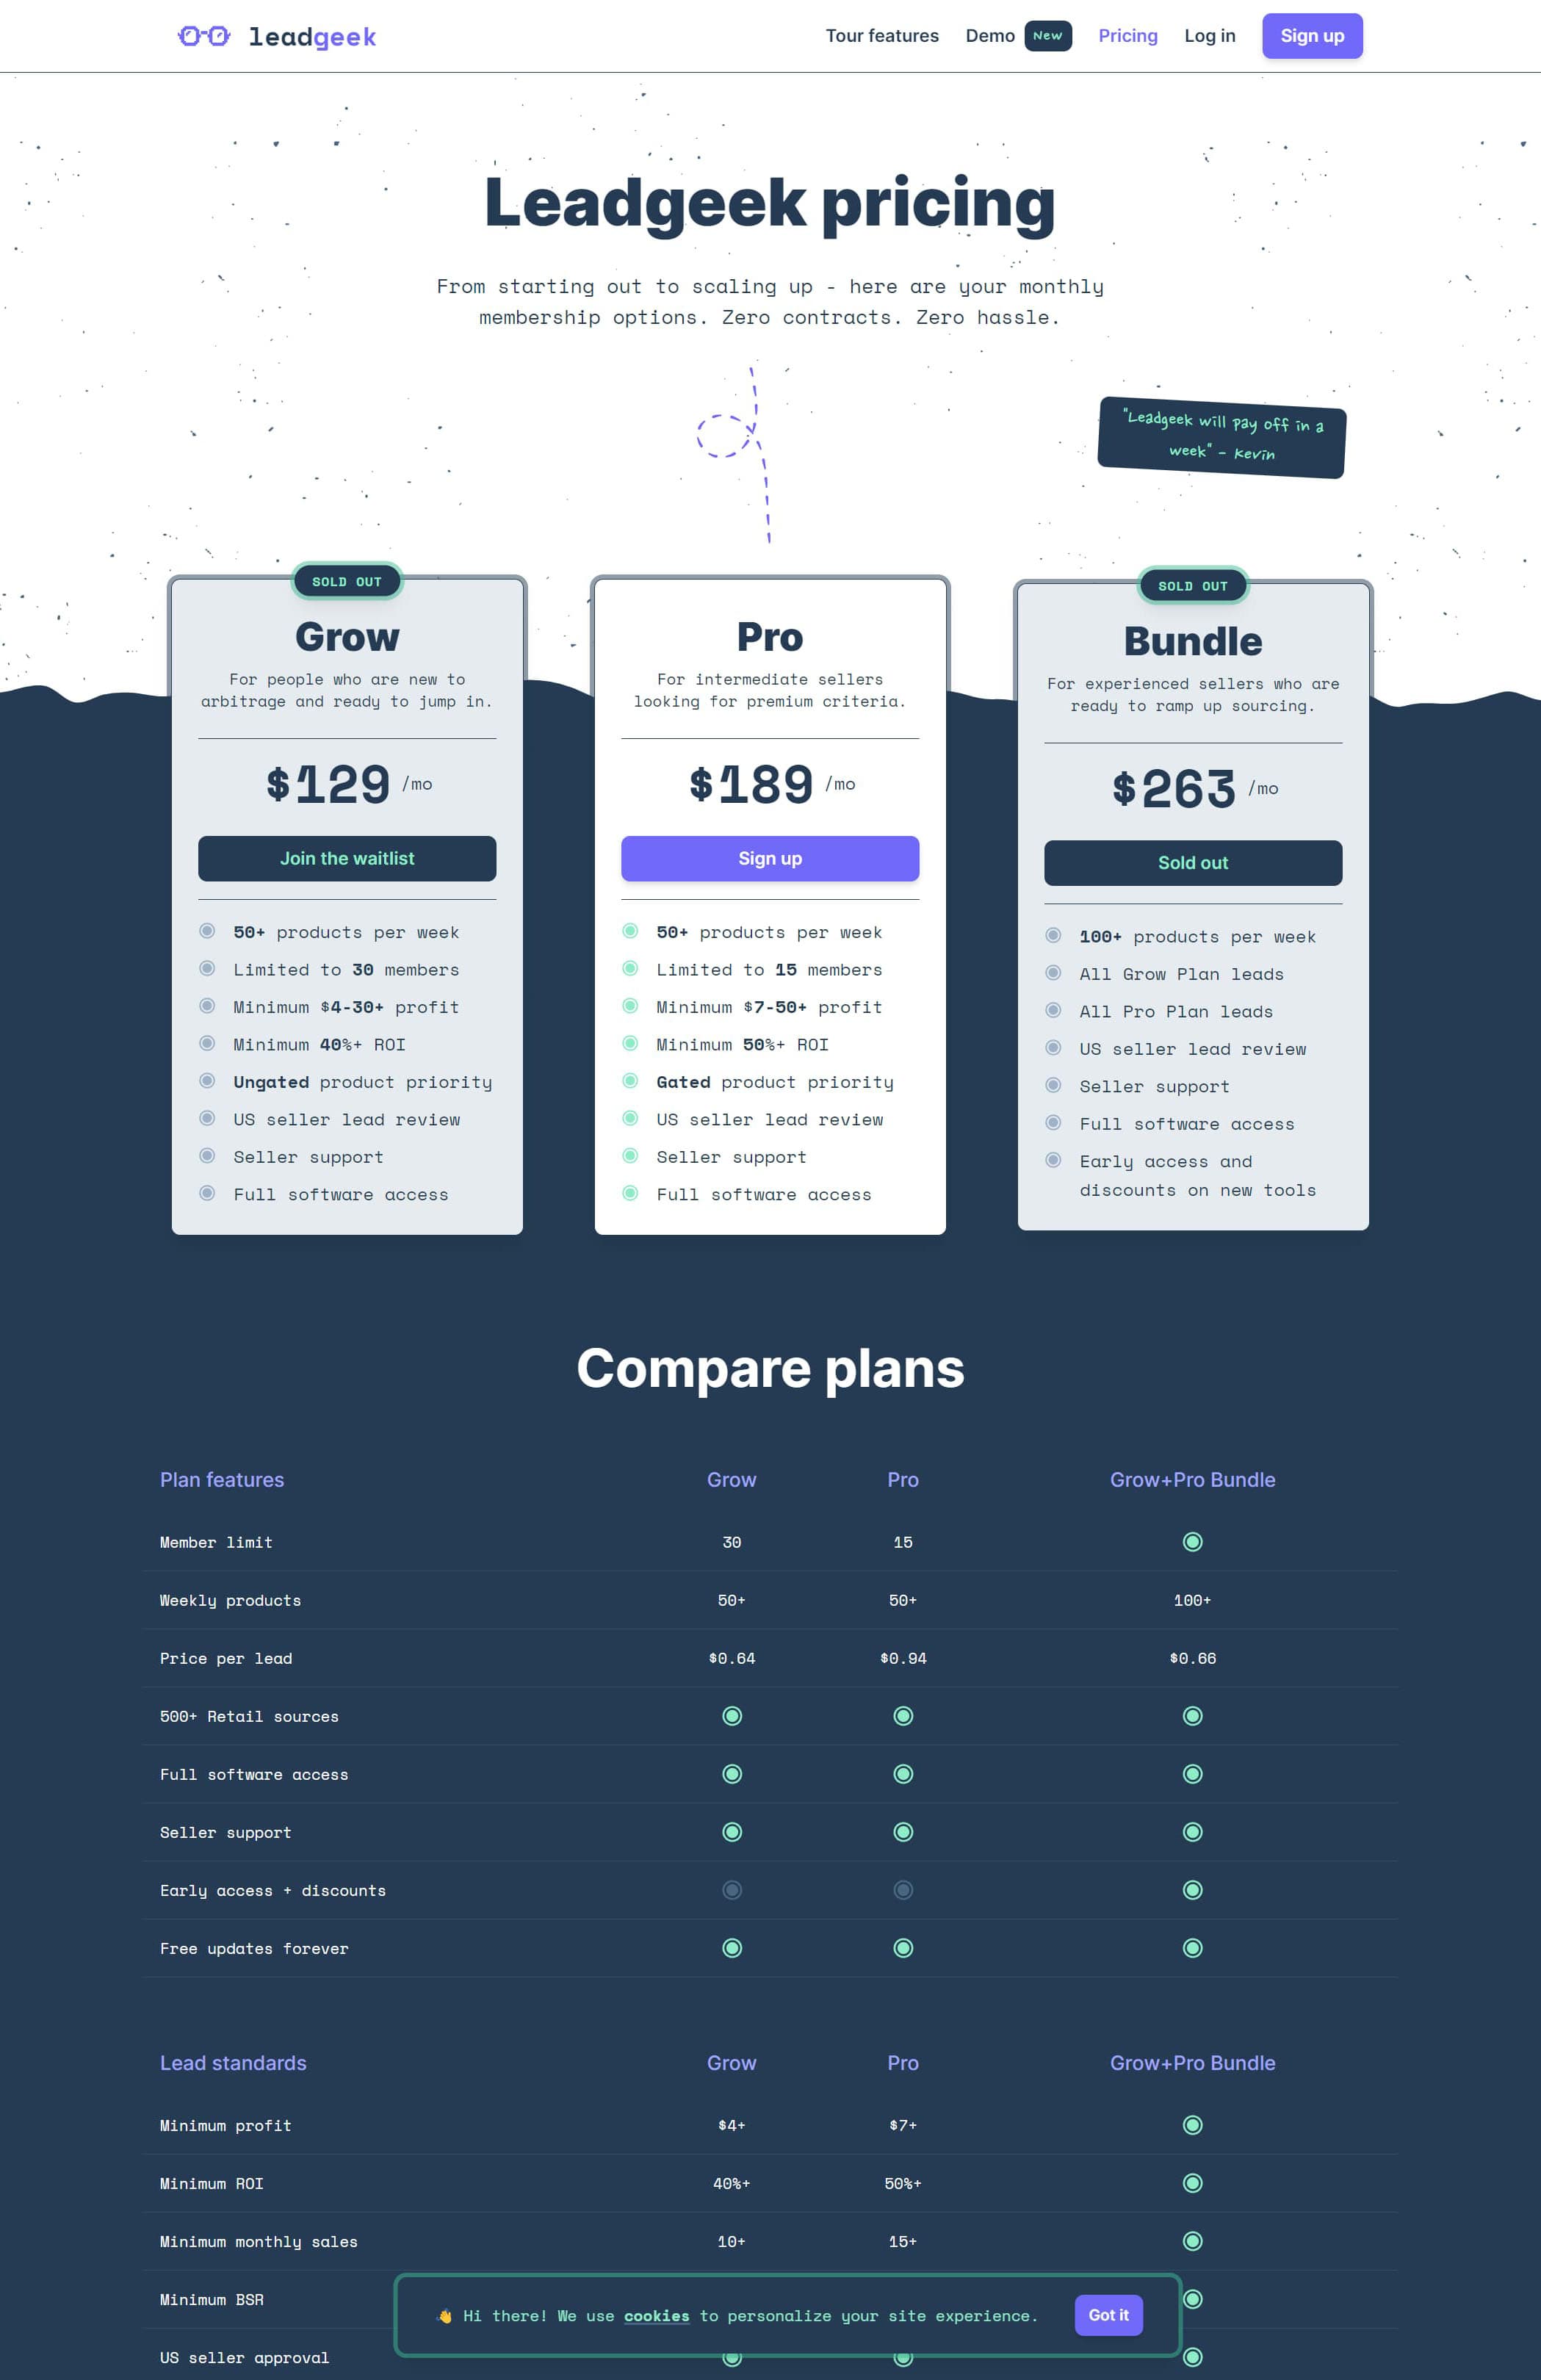 leadgeek
Tour features
Demo
New
Pricing
Log in
Sign up
Leadgeek pricing
From starting out to scaling up - here are your monthly
membership options. Zero contracts. Zero hassle.
"Leadgeek will pay off in a
week" - Kevin
SOLD OUT
Grow
For people who are new to
arbitrage and ready to jump in.
$129 /mo
Join the waitlist
50+ products per week
Limited to 30 members
Minimum $4-30+ profit
Minimum 40%+ ROI
Ungated product priority
US seller lead review
Seller support
Full software access
Pro
For intermediate sellers
looking for premium criteria.
$189 /mo
Sign up
50+ products per week
Limited to 15 members
Minimum $7-50+ profit
Minimum 50%+ ROI
Gated product priority
US seller lead review
Seller support
Full software access
SOLD OUT
Bundle
For experienced sellers who are
ready to ramp up sourcing.
$263 /mo
Sold out
100+ products per week
All Grow Plan leads
All Pro Plan leads
US seller lead review
Seller support
Full software access
Early access and
discounts on new tools
Compare plans
Plan features Grow Pro Grow+Pro Bundle
Member limit 30 15
Weekly products 50+ 50+ 100+
Price per lead $0.64 $0.94 $0.66
500+ Retail sources
Full software access
Seller support
Early access + discounts
Free updates forever
Lead standards Grow Pro Grow+Pro Bundle
Minimum profit $4+ $7+
Minimum ROI 40%+ 50%+
Minimum monthly sales 10+ 15+
Minimum BSR
👋 Hi there! We use cookies to personalize your site experience.
Got it
US seller approval